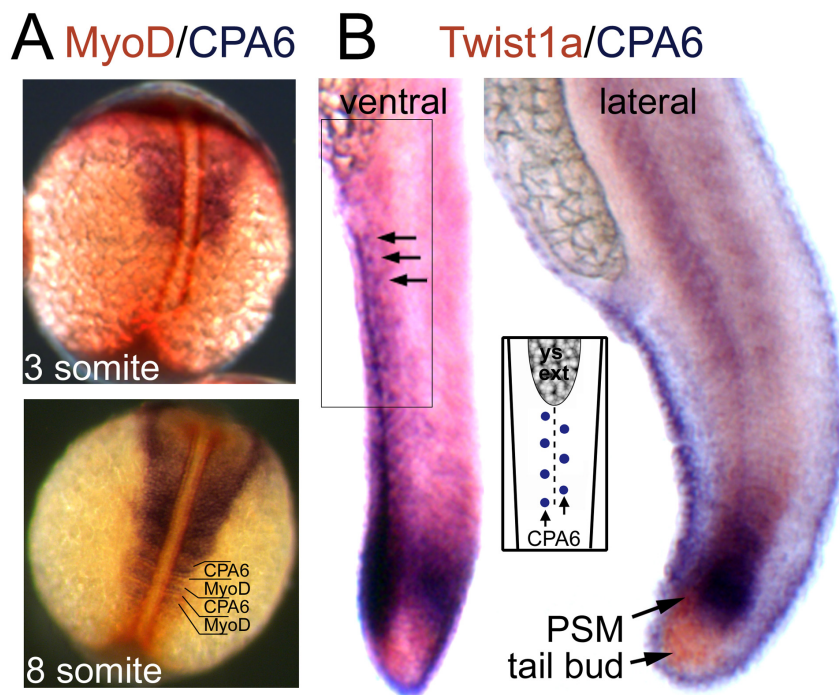 A MyoD/CPA6
3 somite
CPA6
MyoD
CPA6
MyoD
8 somite
B Twist1a/CPA6
ventral
lateral
ys
ext
CPA6
PSM
tail bud